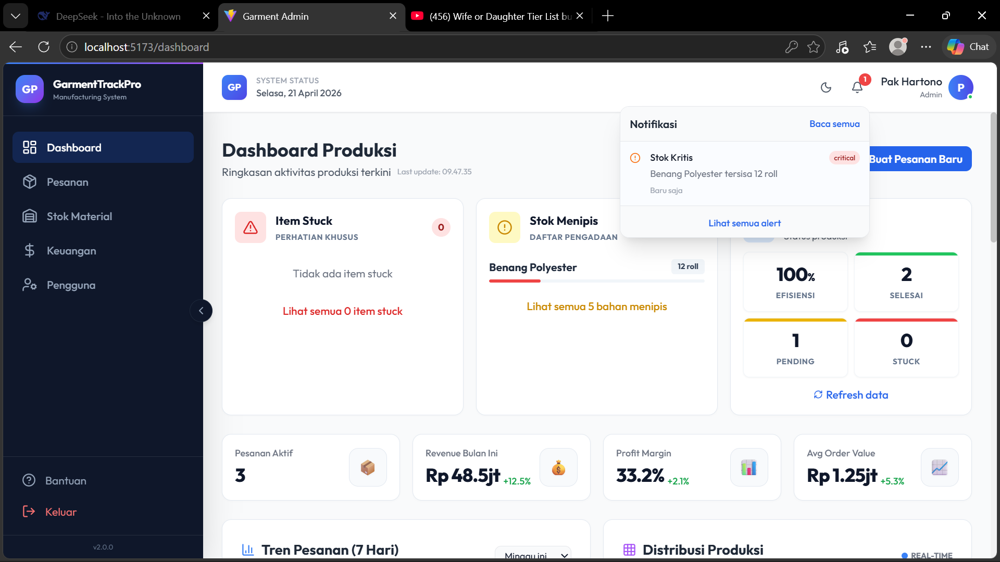 DeepSeek - Into the Unknown
Garment Admin
(456) Wife or Daughter Tier List bu
localhost:5173/dashboard
Chat
GP
GarmentTrackPro
Manufacturing System
GP
SYSTEM STATUS
Selasa, 21 April 2026
1
Pak Hartono
Admin
P
Dashboard
Pesanan
Stok Material
Keuangan
Pengguna
Bantuan
Keluar
v2.0.0
Dashboard Produksi
Ringkasan aktivitas produksi terkini
Last update: 09.47.35
Buat Pesanan Baru
Notifikasi
Baca semua
Stok Kritis
critical
Benang Polyester tersisa 12 roll
Baru saja
Lihat semua alert
Item Stuck
PERHATIAN KHUSUS
0
Tidak ada item stuck
Lihat semua 0 item stuck
Stok Menipis
DAFTAR PENGADAAN
Benang Polyester
12 roll
Lihat semua 5 bahan menipis
Status produksi
100%
EFISIENSI
2
SELESAI
1
PENDING
0
STUCK
Refresh data
Pesanan Aktif
3
Revenue Bulan Ini
Rp 48.5jt +12.5%
Profit Margin
33.2% +2.1%
Avg Order Value
Rp 1.25jt +5.3%
Tren Pesanan (7 Hari)
Minggu ini
Distribusi Produksi
REAL-TIME